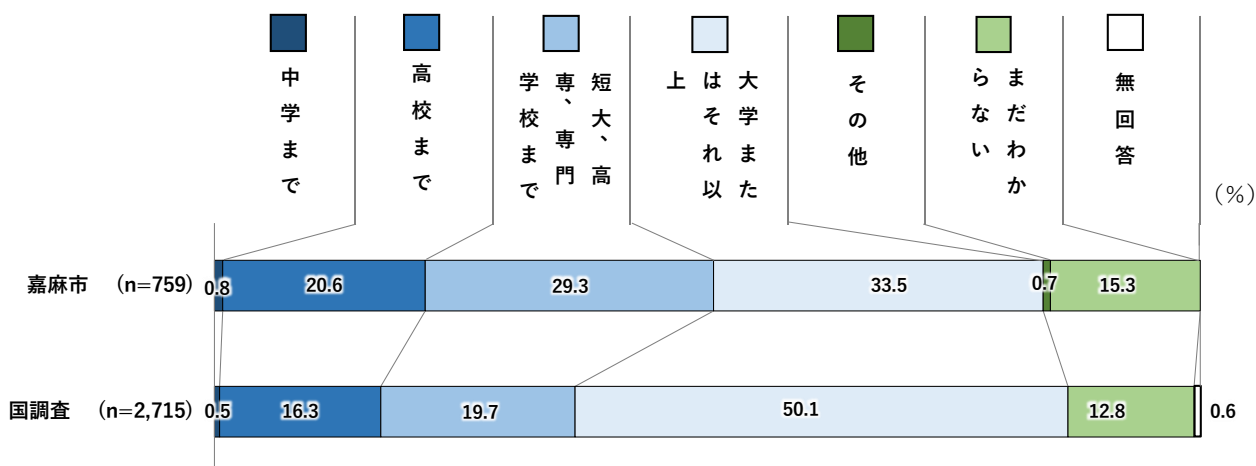 中学まで
高校まで
短大、高
専、専門
学校まで
大学また
はそれ以
上
その他
まだわか
らない
無回答
(%)
嘉麻市 (n=759) 0.8 20.6 29.3 33.5 0.7 15.3
国調査 (n=2,715) 0.5 16.3 19.7 50.1 12.8 0.6